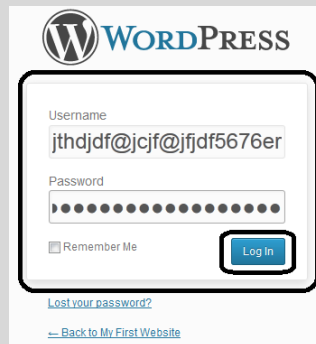 WORDPRESS
Username
jthdjdf@jcjf@jfjdf5676er
Password
Remember Me
Log In
Lost your password?
← Back to My First Website